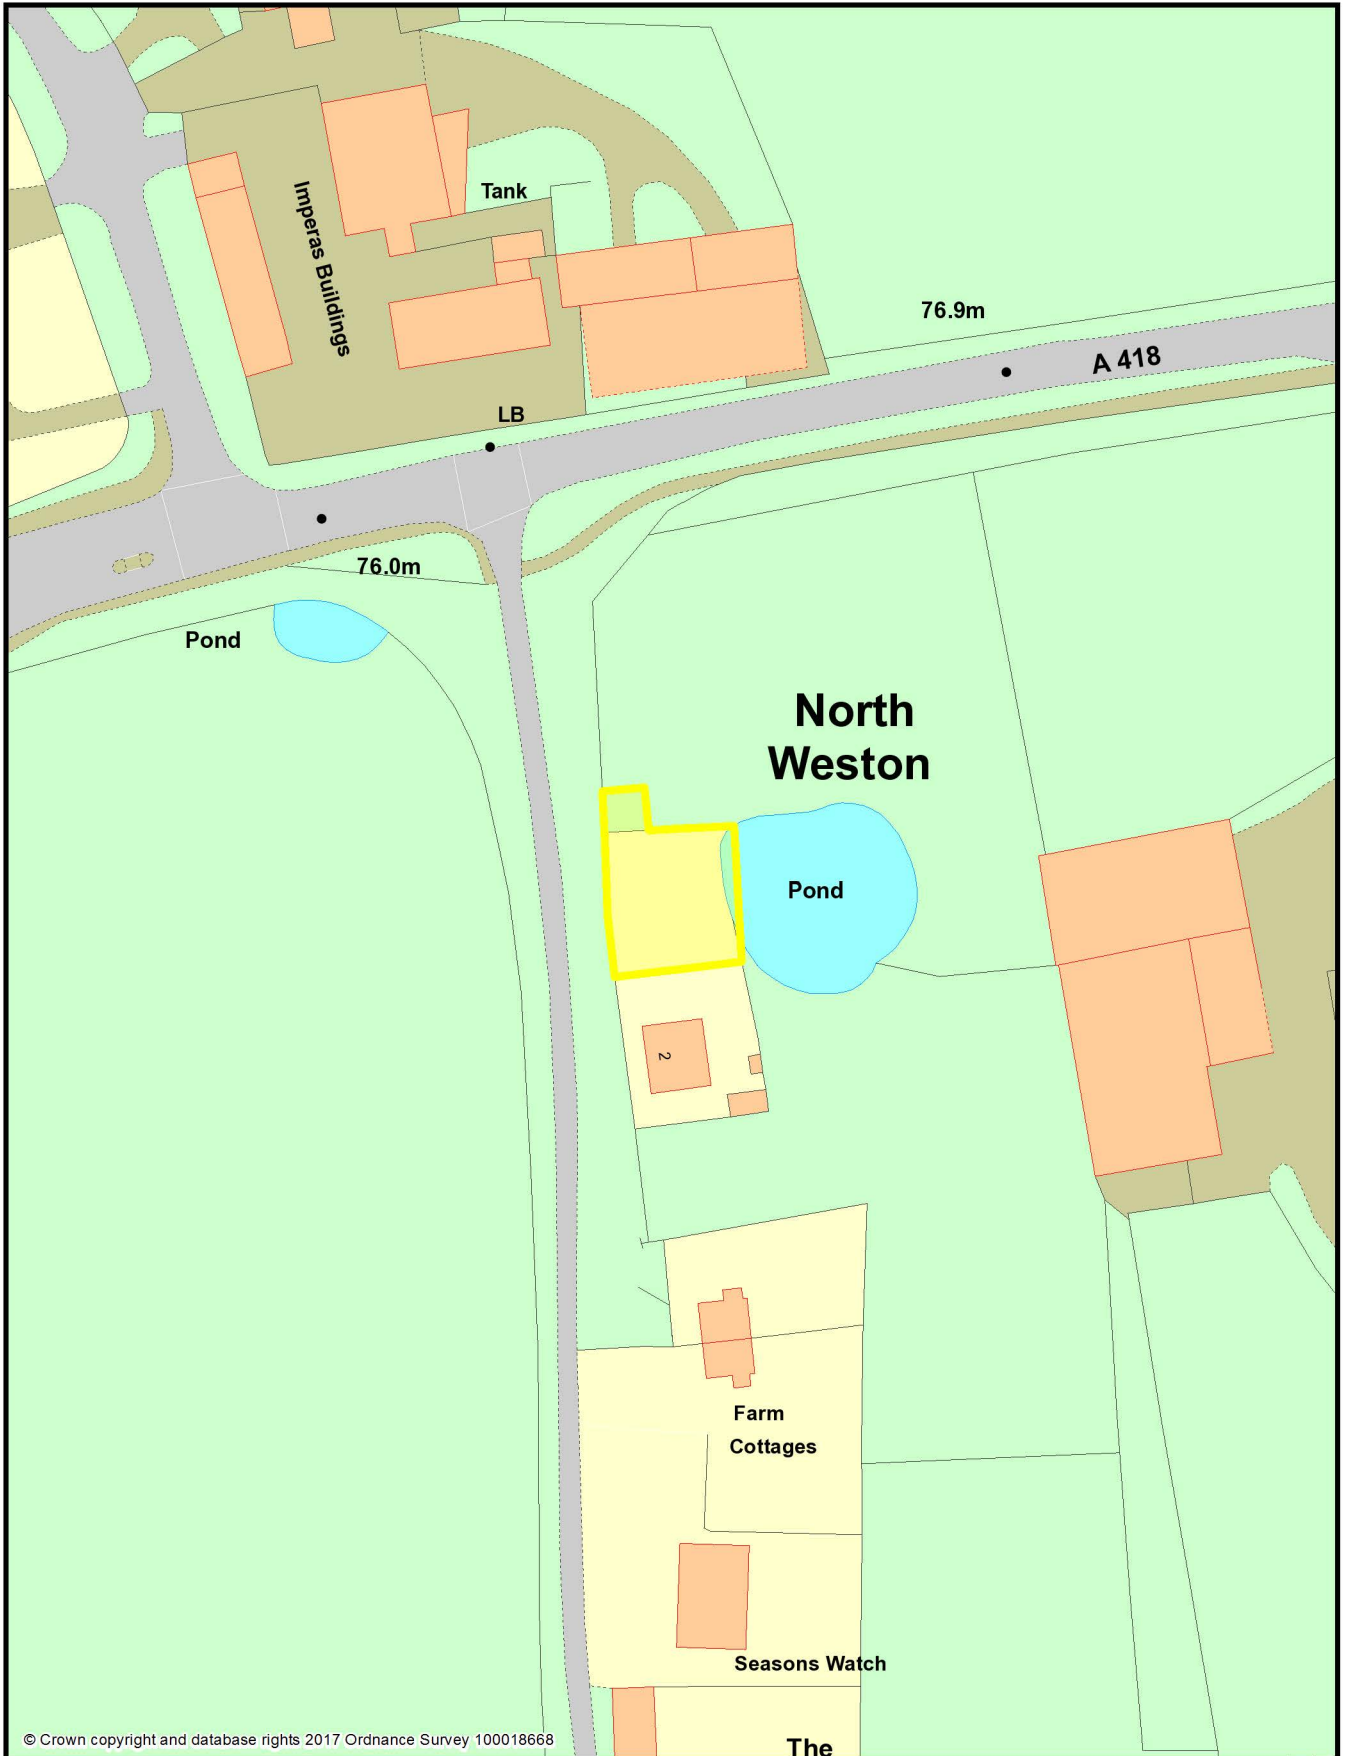 Tank
Imperas Buildings
76.9m
A 418
LB
76.0m
Pond
North
Weston
Pond
2
Farm
Cottages
Seasons Watch
The
© Crown copyright and database rights 2017 Ordnance Survey 100018668